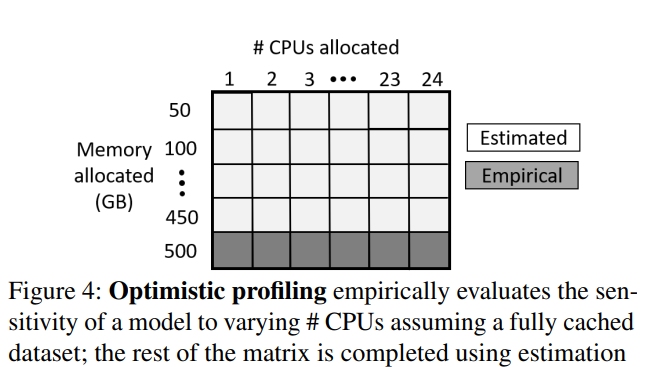 # CPUs allocated
1 2 3 ••• 23 24
50
Memory 100
allocated
(GB)
450
500
Estimated
Empirical
Figure 4: Optimistic profiling empirically evaluates the sen-
sitivity of a model to varying # CPUs assuming a fully cached
dataset; the rest of the matrix is completed using estimation